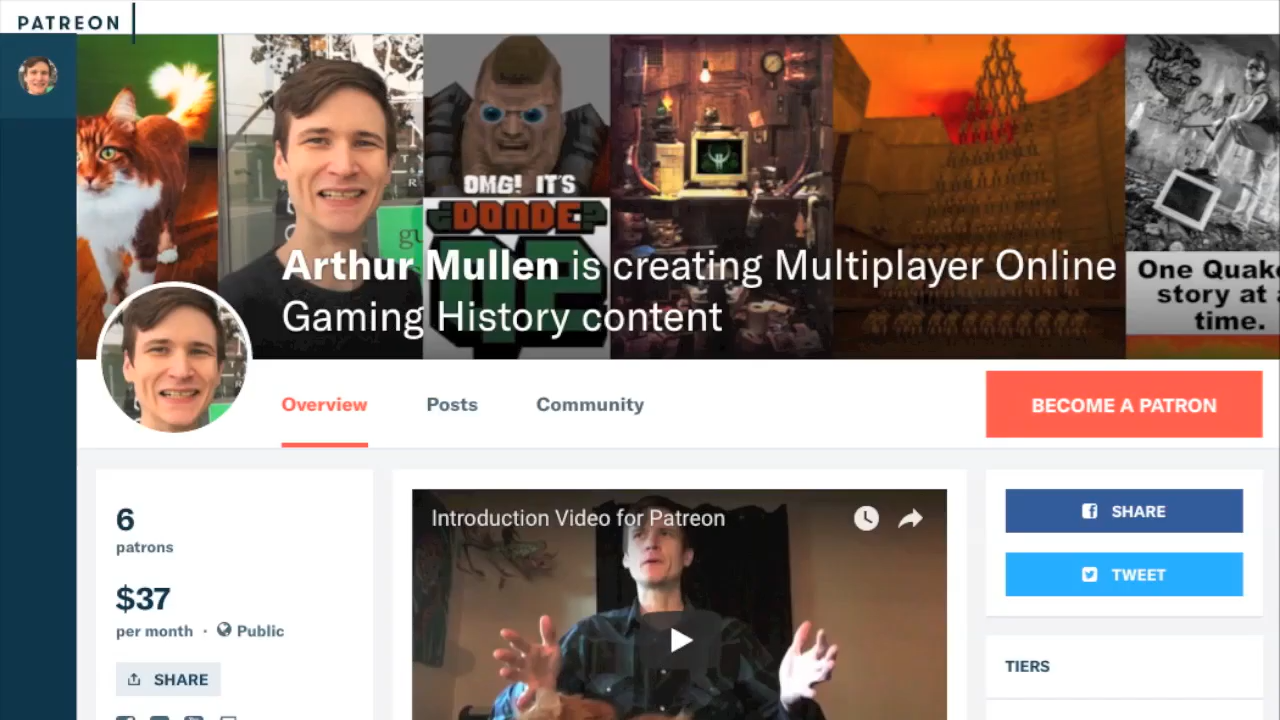 PATREON
OMG! IT'S
¿DONDE?
Arthur Mullen is creating Multiplayer Online
Gaming History content
One Quake
story at a
time.
Overview
Posts
Community
BECOME A PATRON
6
patrons
$37
per month · Public
SHARE
Introduction Video for Patreon
SHARE
TWEET
TIERS